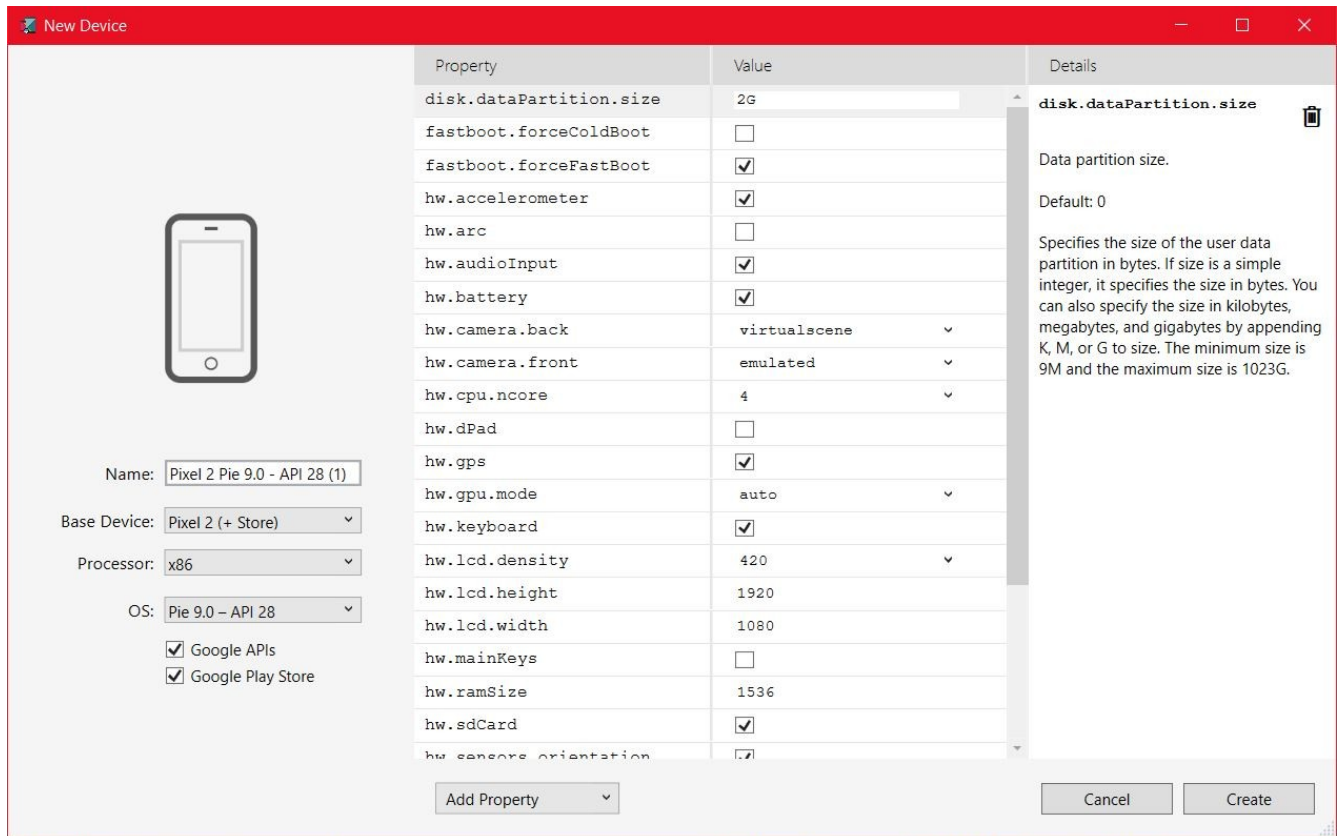 New Device
Property Value Details
disk.dataPartition.size 2G
fastboot.forceColdBoot
fastboot.forceFastBoot
hw.accelerometer
hw.arc
hw.audioInput
hw.battery
hw.camera.back virtualscene
hw.camera.front emulated
hw.cpu.ncore 4
hw.dPad
hw.gps
hw.gpu.mode auto
hw.keyboard
hw.lcd.density 420
hw.lcd.height 1920
hw.lcd.width 1080
hw.mainKeys
hw.ramSize 1536
hw.sdCard
hw.sensors.orientation
Name: Pixel 2 Pie 9.0 - API 28 (1)
Base Device: Pixel 2 (+ Store)
Processor: x86
OS: Pie 9.0 – API 28
Google APIs
Google Play Store
disk.dataPartition.size
Data partition size.
Default: 0
Specifies the size of the user data
partition in bytes. If size is a simple
integer, it specifies the size in bytes. You
can also specify the size in kilobytes,
megabytes, and gigabytes by appending
K, M, or G to size. The minimum size is
9M and the maximum size is 1023G.
Add Property
Cancel
Create